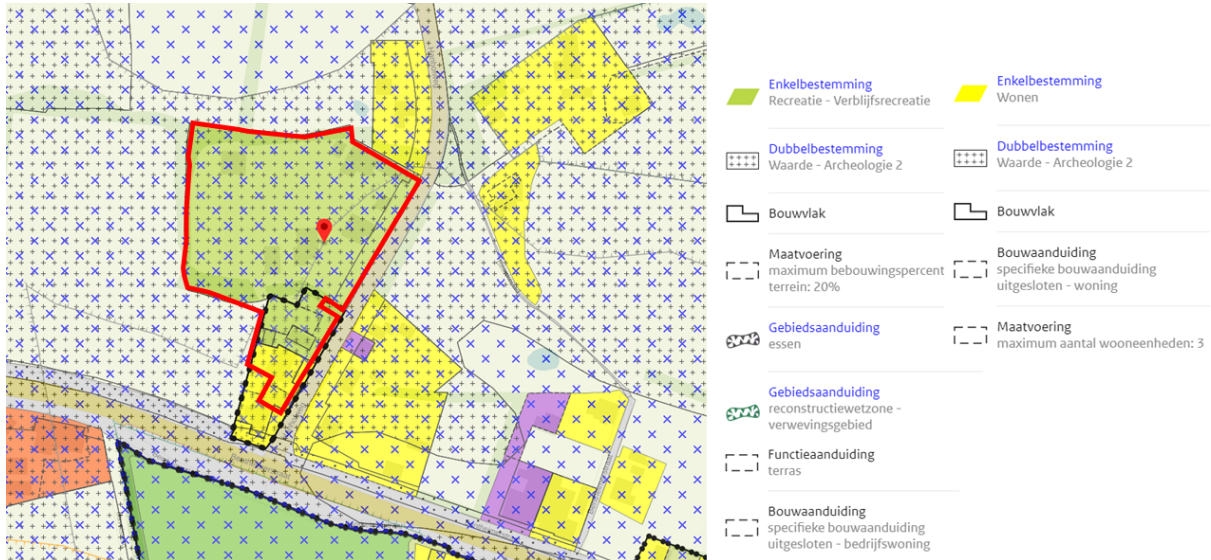 Enkelbestemming
Recreatie - Verblijfsrecreatie
Dubbelbestemming
Waarde - Archeologie 2
Bouwvlak
Maatvoering
maximum bebouwingspercent
terrein: 20%
Gebiedsaanduiding
essen
Gebiedsaanduiding
reconstructiewetzone -
verwevingsgebied
Functieaanduiding
terras
Bouwaanduiding
specifieke bouwaanduiding
uitgesloten - bedrijfswoning
Enkelbestemming
Wonen
Dubbelbestemming
Waarde - Archeologie 2
Bouwvlak
Bouwaanduiding
specifieke bouwaanduiding
uitgesloten - woning
Maatvoering
maximum aantal wooneenheden: 3